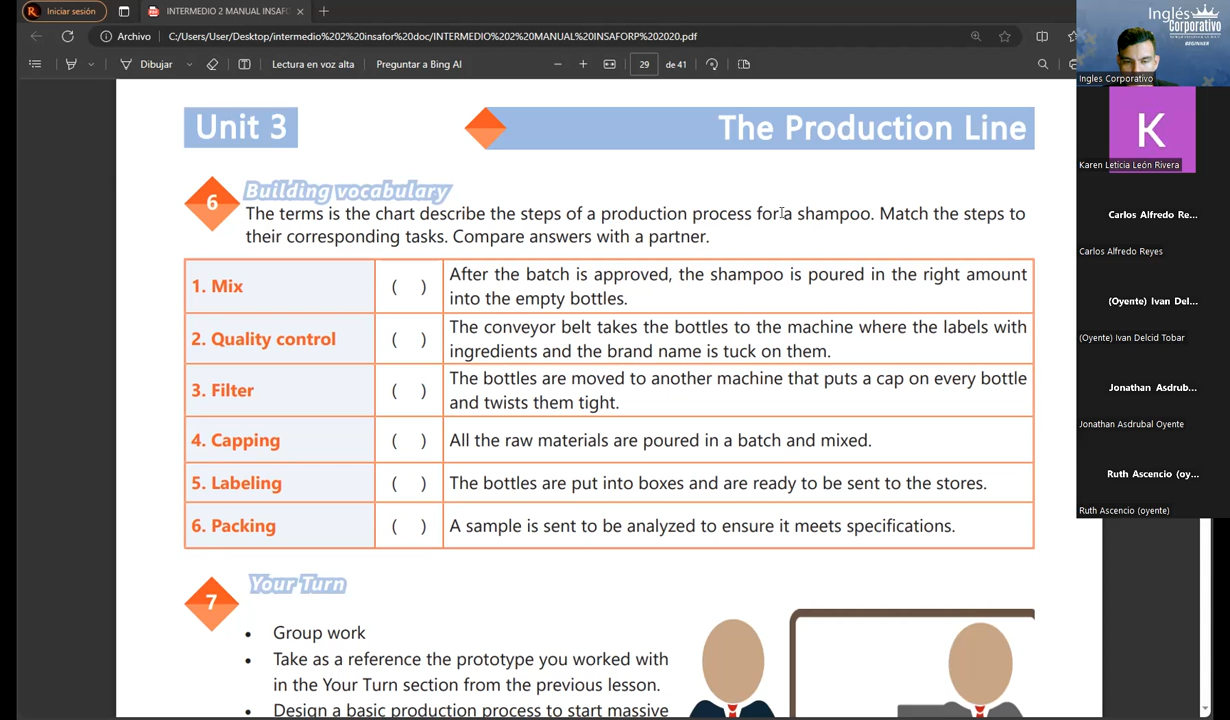 Iniciar sesión
INTERMEDIO 2 MANUAL INSAFO
Archivo
C:/Users/User/Desktop/intermedio%202%20insafor%20doc/INTERMEDIO%202%20MANUAL%20INSAFORP%202020.pdf
Dibujar
Lectura en voz alta
Preguntar a Bing AI
29
de 41
Inglés
Corporativo
BEGINNER
Ingles Corporativo
K
Karen Leticia León Rivera
Carlos Alfredo Re...
Carlos Alfredo Reyes
(Oyente) Ivan Del...
(Oyente) Ivan Delcid Tobar
Jonathan Asdrub...
Jonathan Asdrubal Oyente
Ruth Ascencio (oy...
Ruth Ascencio (oyente)
Unit 3
The Production Line
6
Building vocabulary
The terms is the chart describe the steps of a production process for a shampoo. Match the steps to
their corresponding tasks. Compare answers with a partner.
1. Mix ( ) After the batch is approved, the shampoo is poured in the right amount
into the empty bottles.
2. Quality control ( ) The conveyor belt takes the bottles to the machine where the labels with
ingredients and the brand name is tuck on them.
3. Filter ( ) The bottles are moved to another machine that puts a cap on every bottle
and twists them tight.
4. Capping ( ) All the raw materials are poured in a batch and mixed.
5. Labeling ( ) The bottles are put into boxes and are ready to be sent to the stores.
6. Packing ( ) A sample is sent to be analyzed to ensure it meets specifications.
7
Your Turn
• Group work
• Take as a reference the prototype you worked with
in the Your Turn section from the previous lesson.
• Design a basic production process to start massive